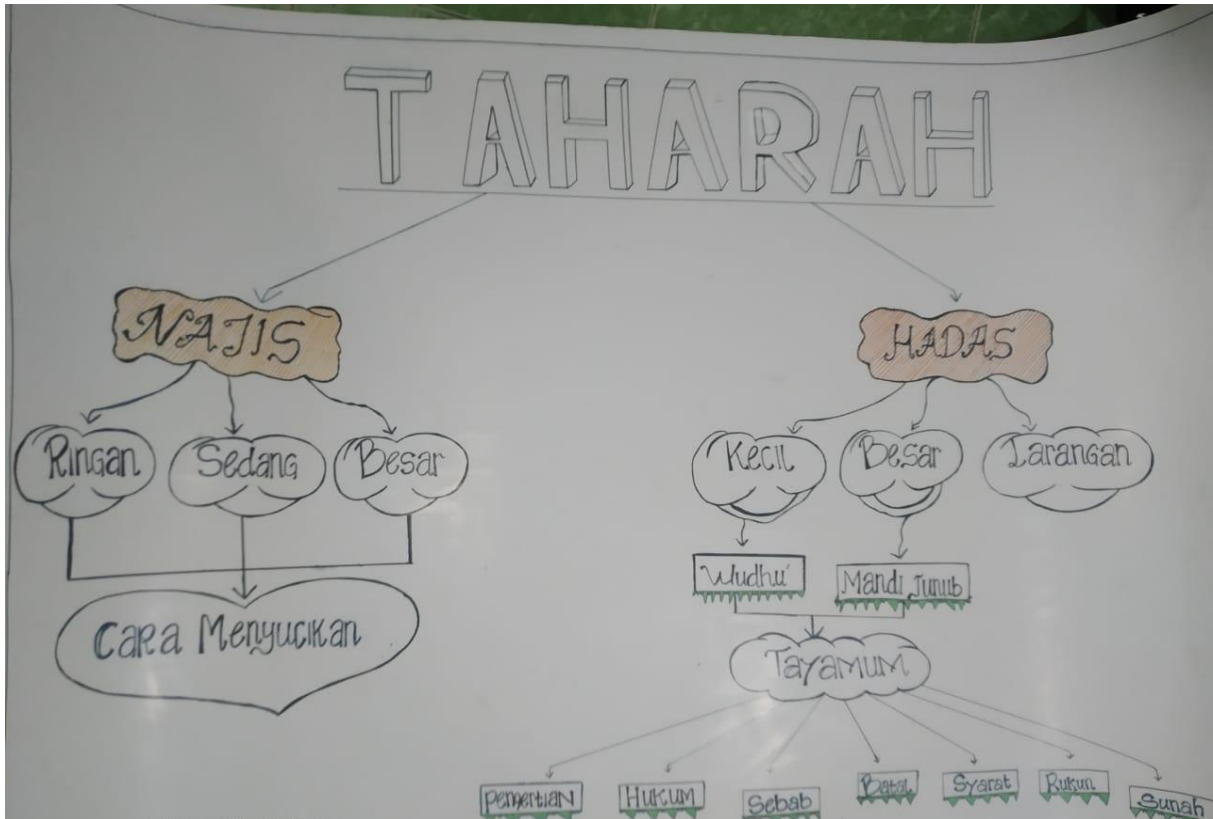 TAHARAH
NAJIS
HADAS
Ringan
Sedang
Besar
Kecil
Besar
Larangan
Wudhu'
Mandi Junub
Cara Menyucikan
Tayamum
Pengertian
Hukum
Sebab
Batal
Syarat
Rukun
Sunah